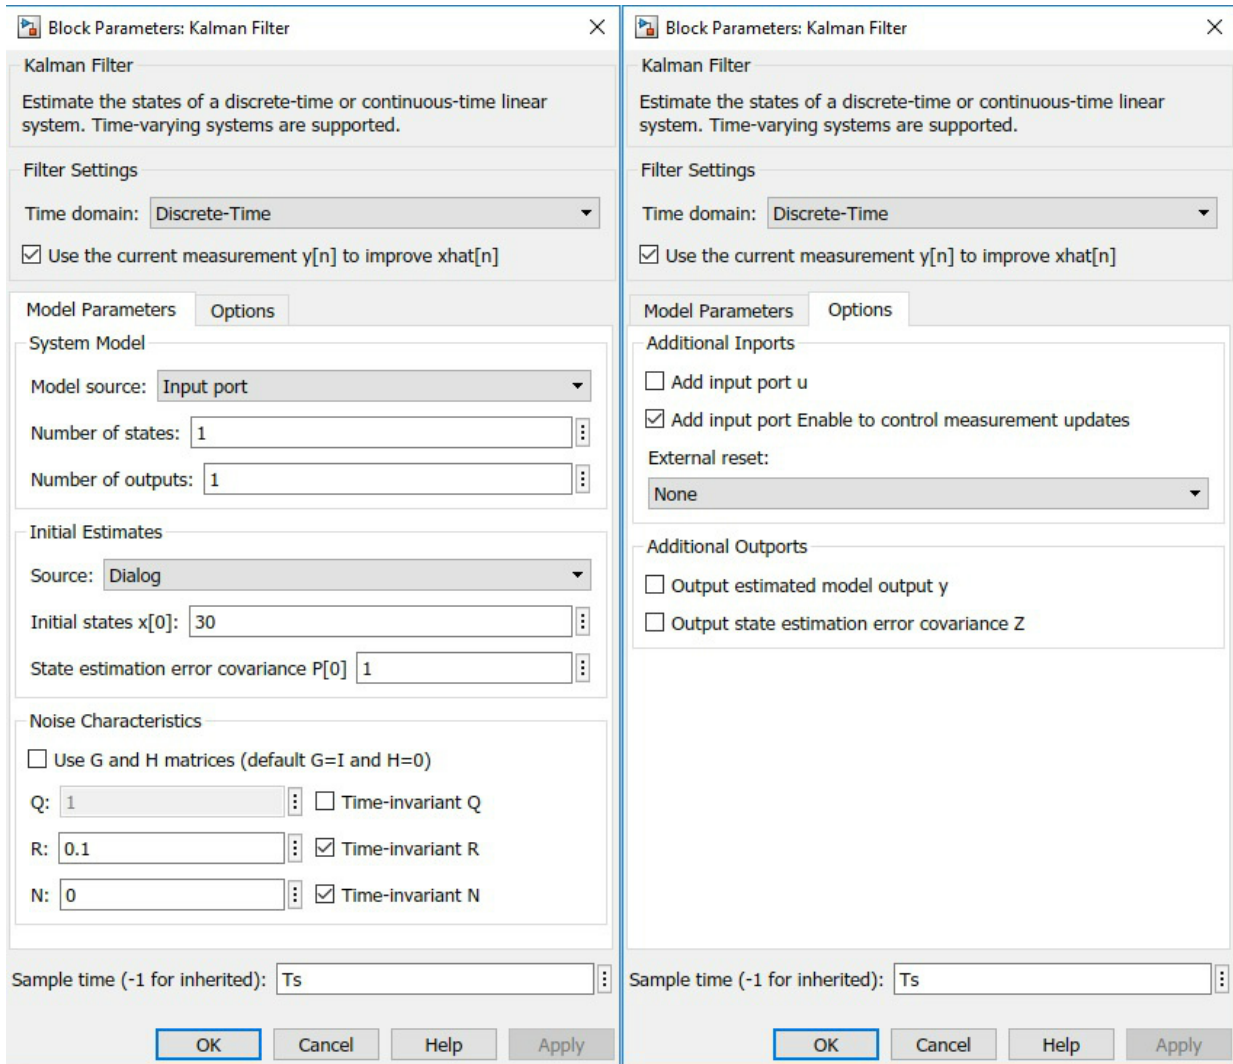 Block Parameters: Kalman Filter
Kalman Filter
Estimate the states of a discrete-time or continuous-time linear
system. Time-varying systems are supported.
Filter Settings
Time domain: Discrete-Time
Use the current measurement y[n] to improve xhat[n]
Model Parameters Options
System Model
Model source: Input port
Number of states: 1
Number of outputs: 1
Initial Estimates
Source: Dialog
Initial states x[0]: 30
State estimation error covariance P[0] 1
Noise Characteristics
Use G and H matrices (default G=I and H=0)
Q: 1 Time-invariant Q
R: 0.1 Time-invariant R
N: 0 Time-invariant N
Sample time (-1 for inherited): Ts
OK Cancel Help Apply
Block Parameters: Kalman Filter
Kalman Filter
Estimate the states of a discrete-time or continuous-time linear
system. Time-varying systems are supported.
Filter Settings
Time domain: Discrete-Time
Use the current measurement y[n] to improve xhat[n]
Model Parameters Options
Additional Inports
Add input port u
Add input port Enable to control measurement updates
External reset:
None
Additional Outports
Output estimated model output y
Output state estimation error covariance Z
Sample time (-1 for inherited): Ts
OK Cancel Help Apply